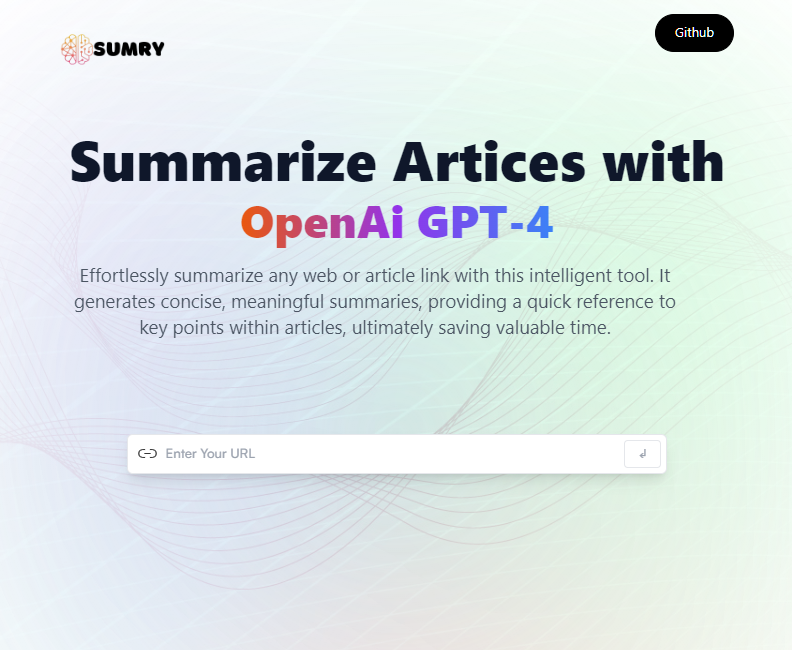 SUMRY
Github
Summarize Artices with
OpenAi GPT-4
Effortlessly summarize any web or article link with this intelligent tool. It
generates concise, meaningful summaries, providing a quick reference to
key points within articles, ultimately saving valuable time.
Enter Your URL
↲